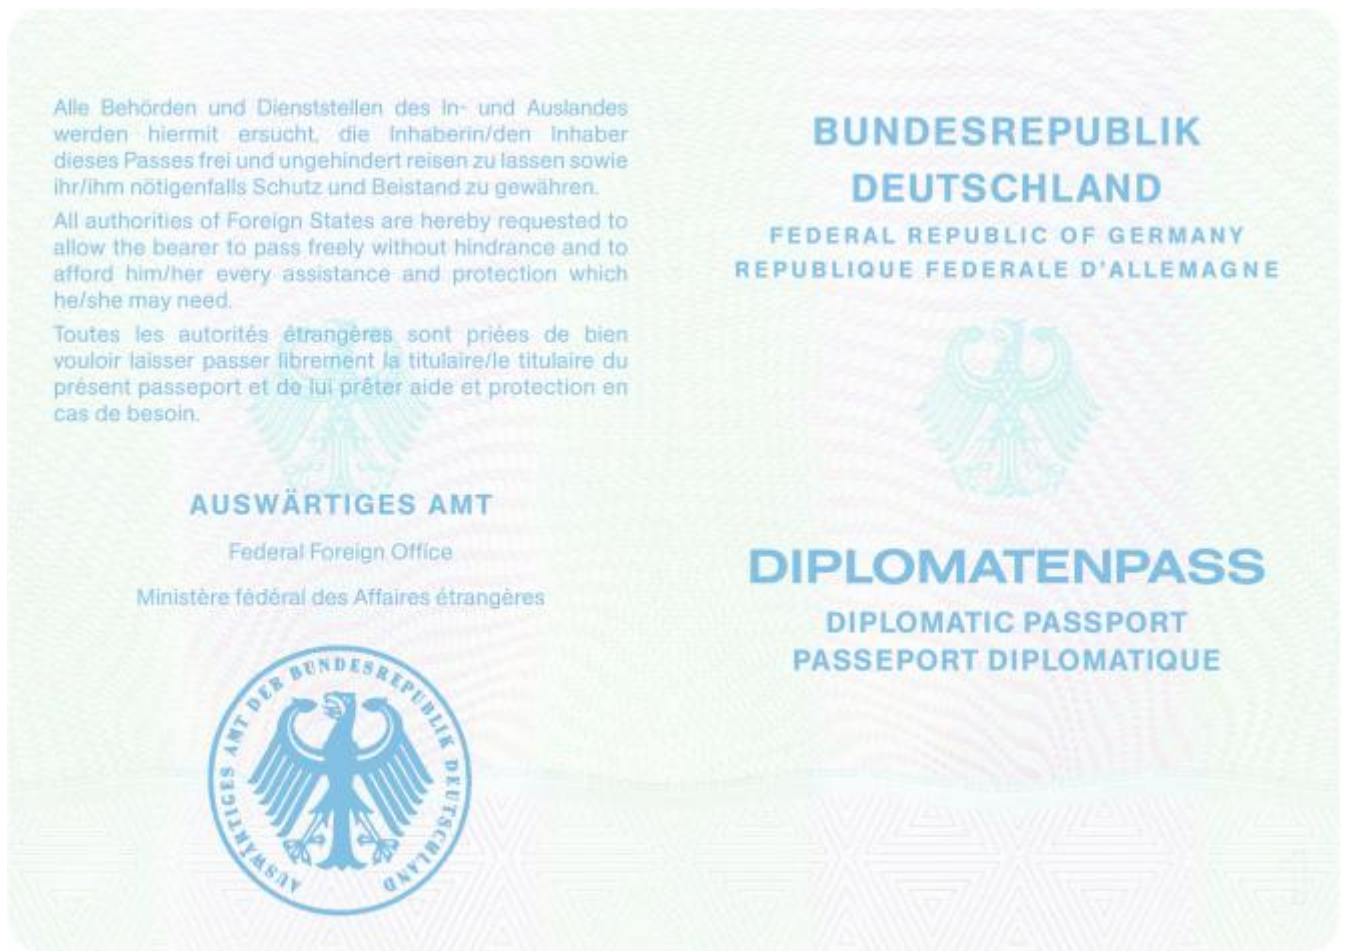 Alle Behörden und Dienststellen des In- und Auslandes
werden hiermit ersucht, die Inhaberin/den Inhaber
dieses Passes frei und ungehindert reisen zu lassen sowie
ihr/ihm nötigenfalls Schutz und Beistand zu gewähren.
All authorities of Foreign States are hereby requested to
allow the bearer to pass freely without hindrance and to
afford him/her every assistance and protection which
he/she may need.
Toutes les autorités étrangères sont priées de bien
vouloir laisser passer librement la titulaire/le titulaire du
présent passeport et de lui prêter aide et protection en
cas de besoin.
AUSWÄRTIGES AMT
Federal Foreign Office
Ministère fédéral des Affaires étrangères
AUSWÄRTIGES AMT DER BUNDESREPUBLIK DEUTSCHLAND
BUNDESREPUBLIK
DEUTSCHLAND
FEDERAL REPUBLIC OF GERMANY
REPUBLIQUE FEDERALE D'ALLEMAGNE
DIPLOMATENPASS
DIPLOMATIC PASSPORT
PASSEPORT DIPLOMATIQUE